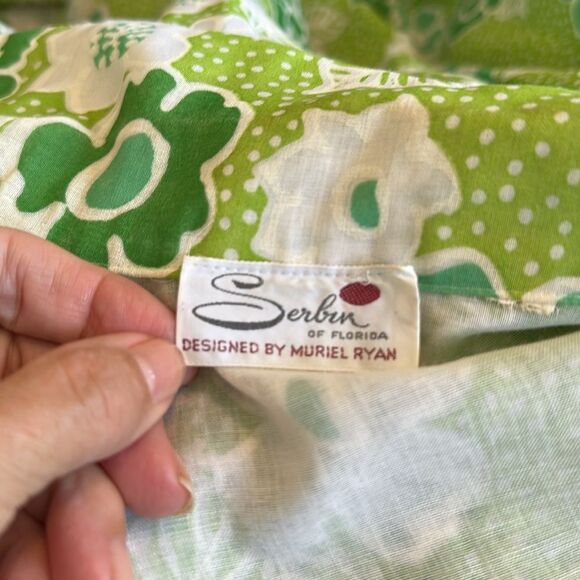 Serbin
OF FLORIDA
DESIGNED BY MURIEL RYAN